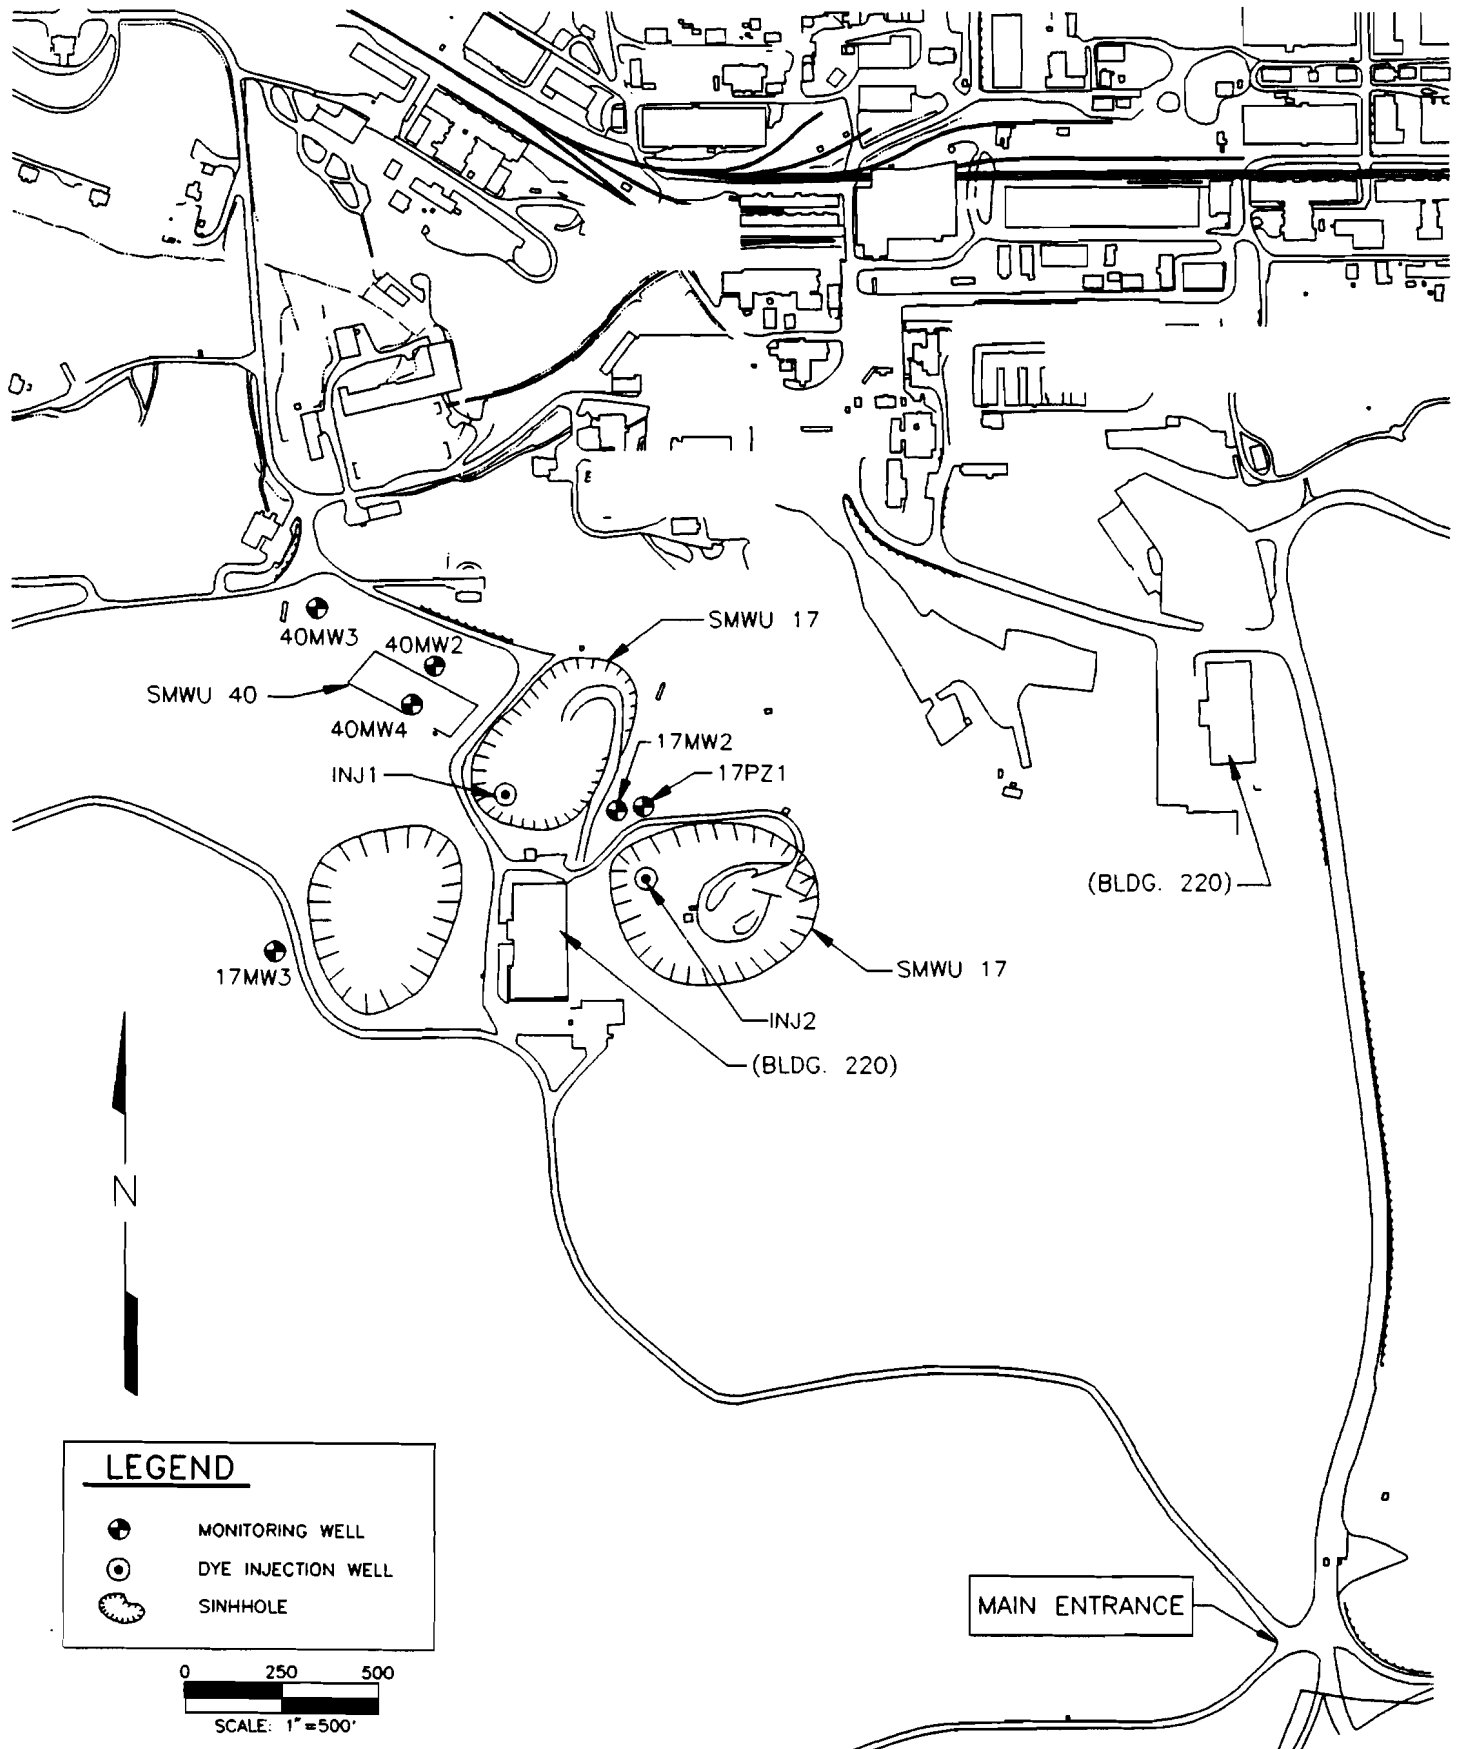 SMWU 17
40MW3
40MW2
SMWU 40
40MW4
17MW2
INJ1
17PZ1
(BLDG. 220)
17MW3
SMWU 17
INJ2
(BLDG. 220)
N
LEGEND
MONITORING WELL
DYE INJECTION WELL
SINHHOLE
MAIN ENTRANCE
0 250 500
SCALE: 1"=500'